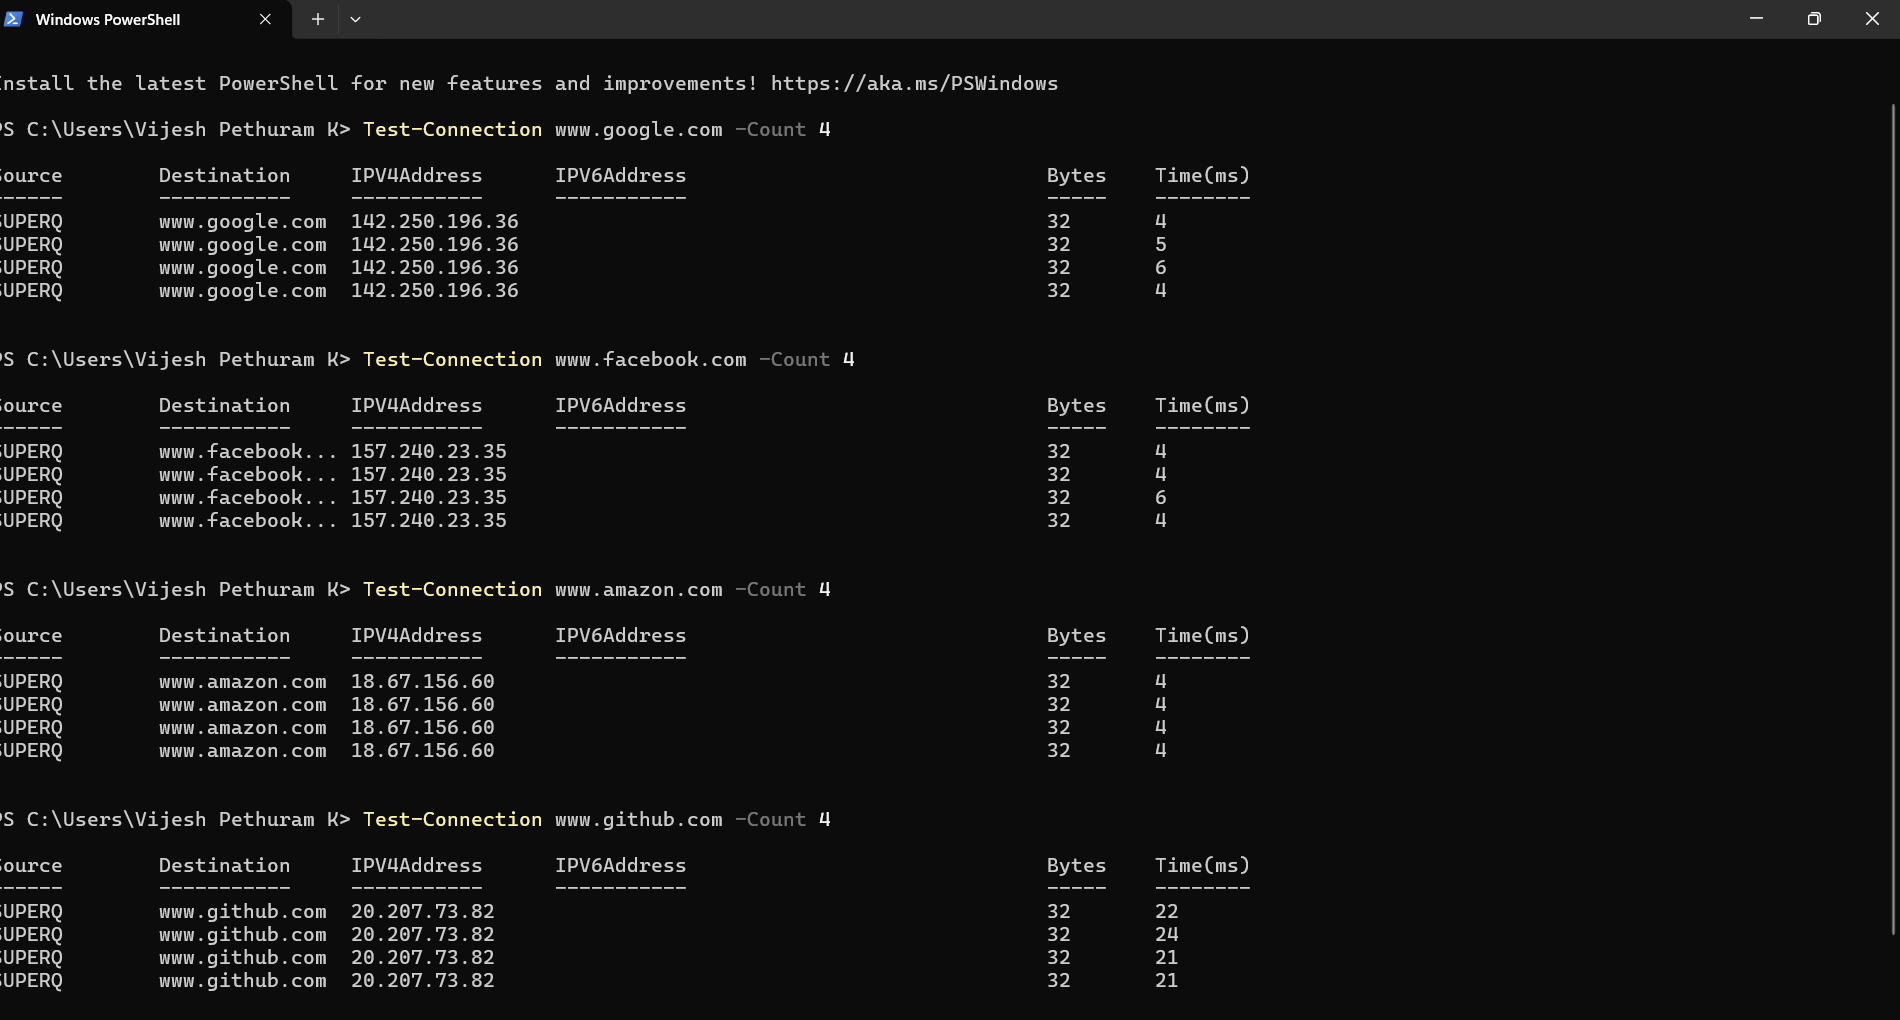 Windows PowerShell
Install the latest PowerShell for new features and improvements! https://aka.ms/PSWindows
PS C:\Users\Vijesh Pethuram K> Test-Connection www.google.com -Count 4
Source Destination IPV4Address IPV6Address Bytes Time(ms)
------ ----------- ----------- ----------- ----- --------
SUPERQ www.google.com 142.250.196.36 32 4
SUPERQ www.google.com 142.250.196.36 32 5
SUPERQ www.google.com 142.250.196.36 32 6
SUPERQ www.google.com 142.250.196.36 32 4
PS C:\Users\Vijesh Pethuram K> Test-Connection www.facebook.com -Count 4
Source Destination IPV4Address IPV6Address Bytes Time(ms)
------ ----------- ----------- ----------- ----- --------
SUPERQ www.facebook... 157.240.23.35 32 4
SUPERQ www.facebook... 157.240.23.35 32 4
SUPERQ www.facebook... 157.240.23.35 32 6
SUPERQ www.facebook... 157.240.23.35 32 4
PS C:\Users\Vijesh Pethuram K> Test-Connection www.amazon.com -Count 4
Source Destination IPV4Address IPV6Address Bytes Time(ms)
------ ----------- ----------- ----------- ----- --------
SUPERQ www.amazon.com 18.67.156.60 32 4
SUPERQ www.amazon.com 18.67.156.60 32 4
SUPERQ www.amazon.com 18.67.156.60 32 4
SUPERQ www.amazon.com 18.67.156.60 32 4
PS C:\Users\Vijesh Pethuram K> Test-Connection www.github.com -Count 4
Source Destination IPV4Address IPV6Address Bytes Time(ms)
------ ----------- ----------- ----------- ----- --------
SUPERQ www.github.com 20.207.73.82 32 22
SUPERQ www.github.com 20.207.73.82 32 24
SUPERQ www.github.com 20.207.73.82 32 21
SUPERQ www.github.com 20.207.73.82 32 21